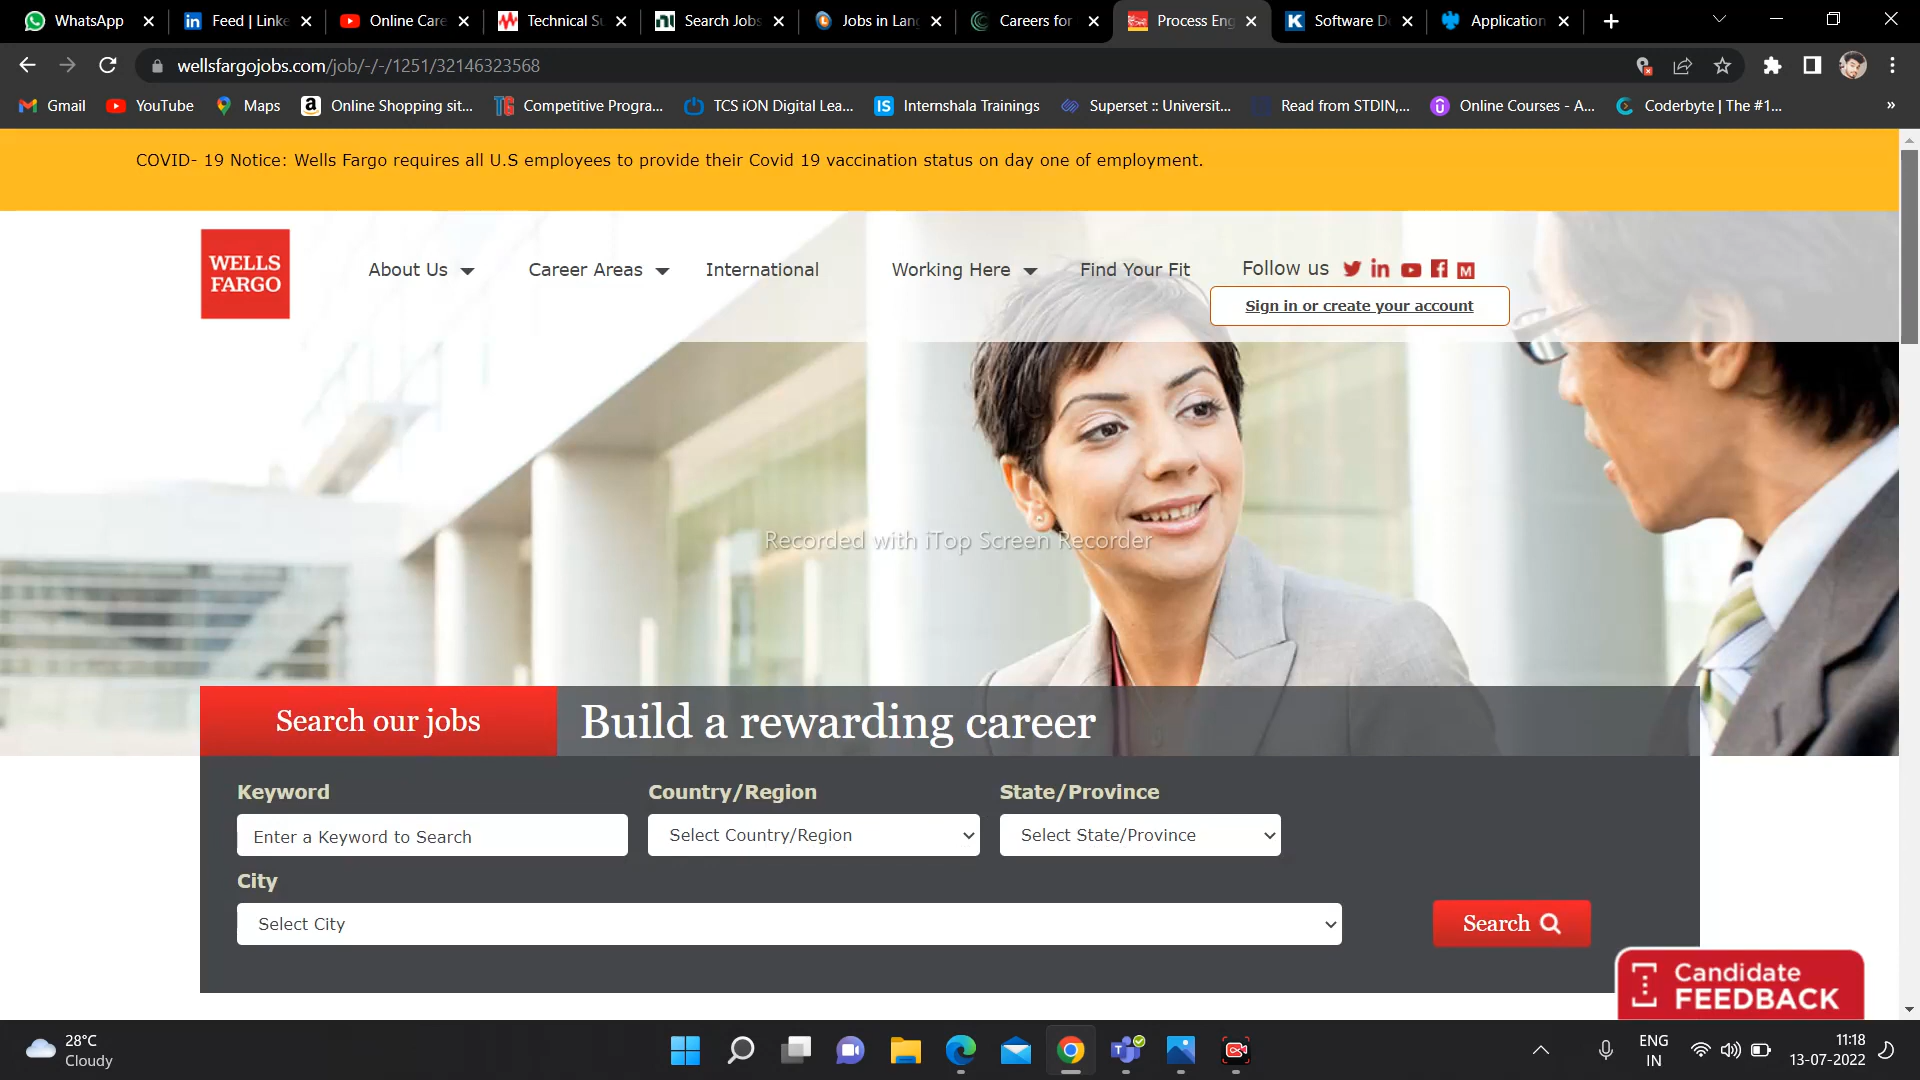 WhatsApp
Feed | Linke
Online Care
Technical Su
Search Jobs
Jobs in Lang
Careers for
Process Eng
Software De
Application
wellsfargojobs.com/job/-/-/1251/32146323568
Gmail
YouTube
Maps
Online Shopping sit...
Competitive Progra...
TCS iON Digital Lea...
Internshala Trainings
Superset :: Universit...
Read from STDIN,...
Online Courses - A...
Coderbyte | The #1...
COVID- 19 Notice: Wells Fargo requires all U.S employees to provide their Covid 19 vaccination status on day one of employment.
WELLS
FARGO
About Us
Career Areas
International
Working Here
Find Your Fit
Follow us
Sign in or create your account
Recorded with iTop Screen Recorder
Search our jobs
Build a rewarding career
Keyword
Country/Region
State/Province
Enter a Keyword to Search
Select Country/Region
Select State/Province
City
Select City
Search
Candidate
FEEDBACK
28°C
Cloudy
ENG
IN
11:18
13-07-2022